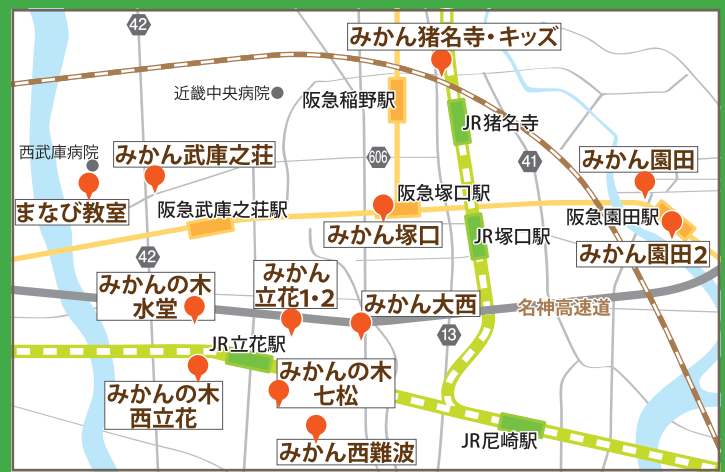 42
みかん猪名寺・キッズ
近畿中央病院
阪急稲野駅
JR猪名寺
西武庫病院
みかん武庫之荘
606
41
みかん園田
まなび教室
阪急武庫之荘駅
阪急塚口駅
みかん塚口
JR塚口駅
阪急園田駅
みかん園田2
42
みかんの木
水堂
みかん
立花1・2
みかん大西
名神高速道
13
JR立花駅
みかんの木
西立花
みかんの木
七松
みかん西難波
JR尼崎駅